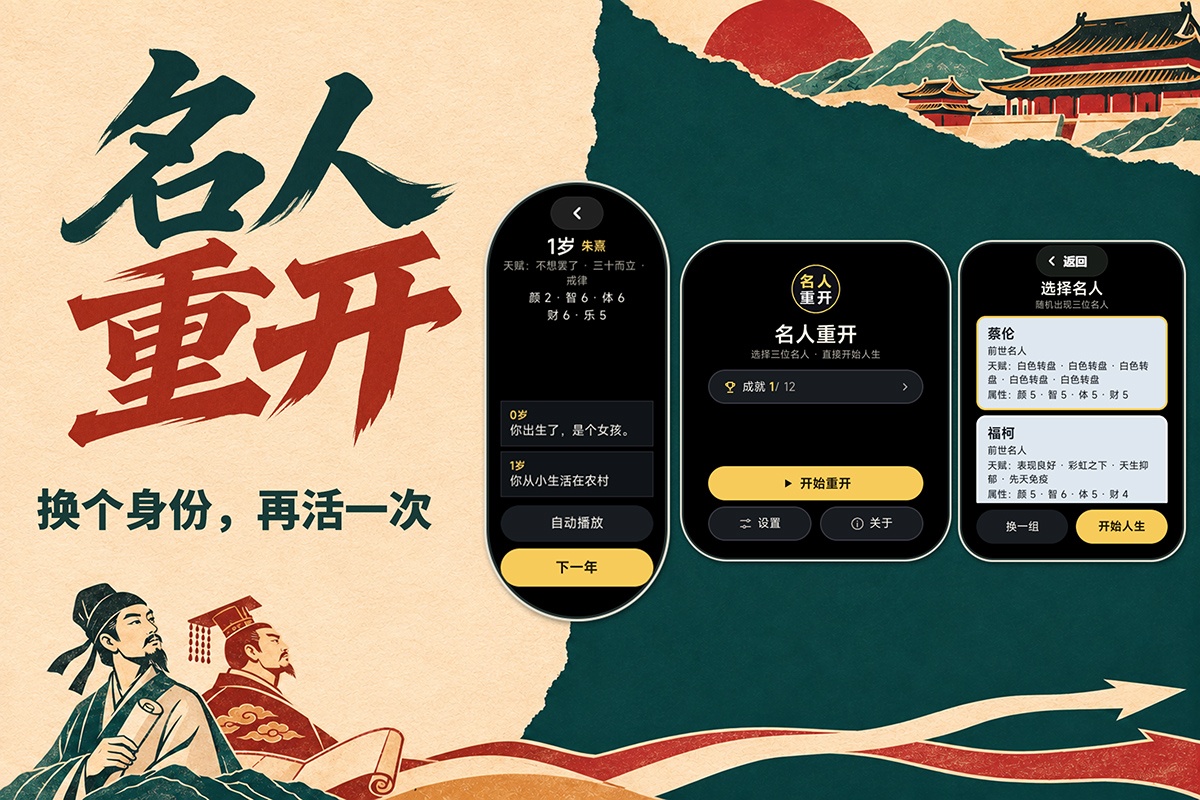 名人
重开
换个身份，再活一次
1岁 朱熹
天赋：不想罢了 · 三十而立 ·
戒律
颜 2 · 智 6 · 体 6
财 6 · 乐 5
0岁
你出生了，是个女孩。
1岁
你从小生活在农村
自动播放
下一年
名人
重开
名人重开
选择三位名人 · 直接开始人生
成就 1/ 12
开始重开
设置
关于
返回
选择名人
随机出现三位名人
蔡伦
前世名人
天赋：白色转盘 · 白色转盘 · 白色转
盘 · 白色转盘 · 白色转盘
属性：颜 5 · 智 5 · 体 5 · 财 5
福柯
前世名人
天赋：表现良好 · 彩虹之下 · 天生抑
郁 · 先天免疫
属性：颜 5 · 智 6 · 体 5 · 财 4
换一组
开始人生